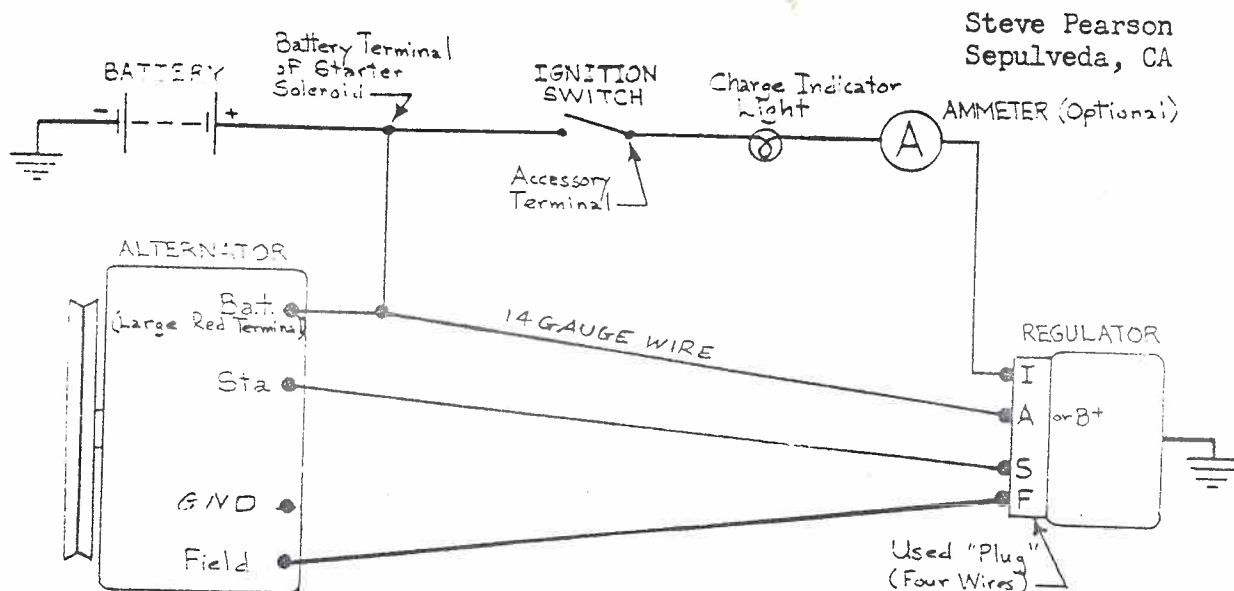 Steve Pearson
Sepulveda, CA
Battery Terminal
of Starter
Solenoid
BATTERY
- +
IGNITION
SWITCH
Charge Indicator
Light
AMMETER (Optional)
A
Accessory
Terminal
ALTERNATOR
Bat.
(Large Red Terminal)
14 GAUGE WIRE
REGULATOR
Sta
I
A or B+
S
F
GND
Field
Used "Plug"
(Four Wires)